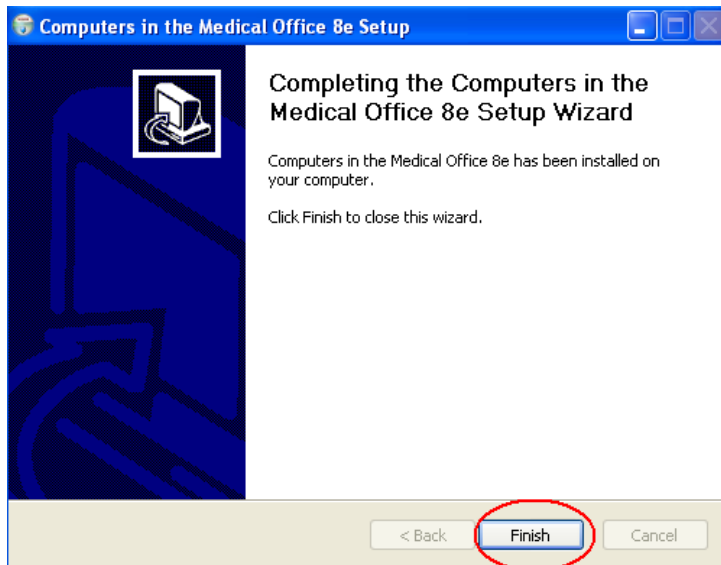 Computers in the Medical Office 8e Setup
Completing the Computers in the
Medical Office 8e Setup Wizard
Computers in the Medical Office 8e has been installed on
your computer.
Click Finish to close this wizard.
< Back Finish Cancel